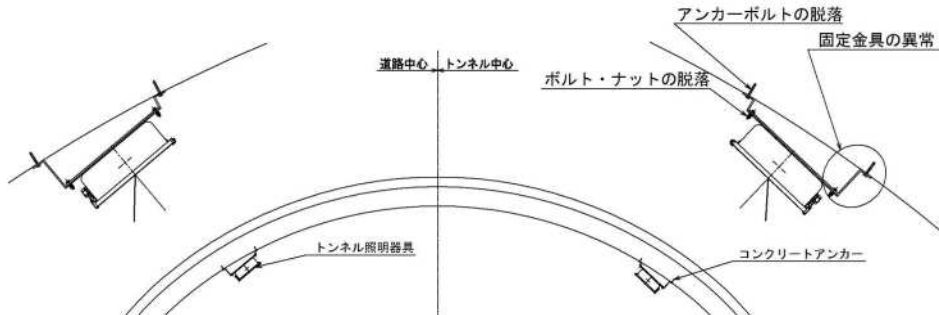 アンカーボルトの脱落
固定金具の異常
道路中心 トンネル中心
ボルト・ナットの脱落
トンネル照明器具
コンクリートアンカー